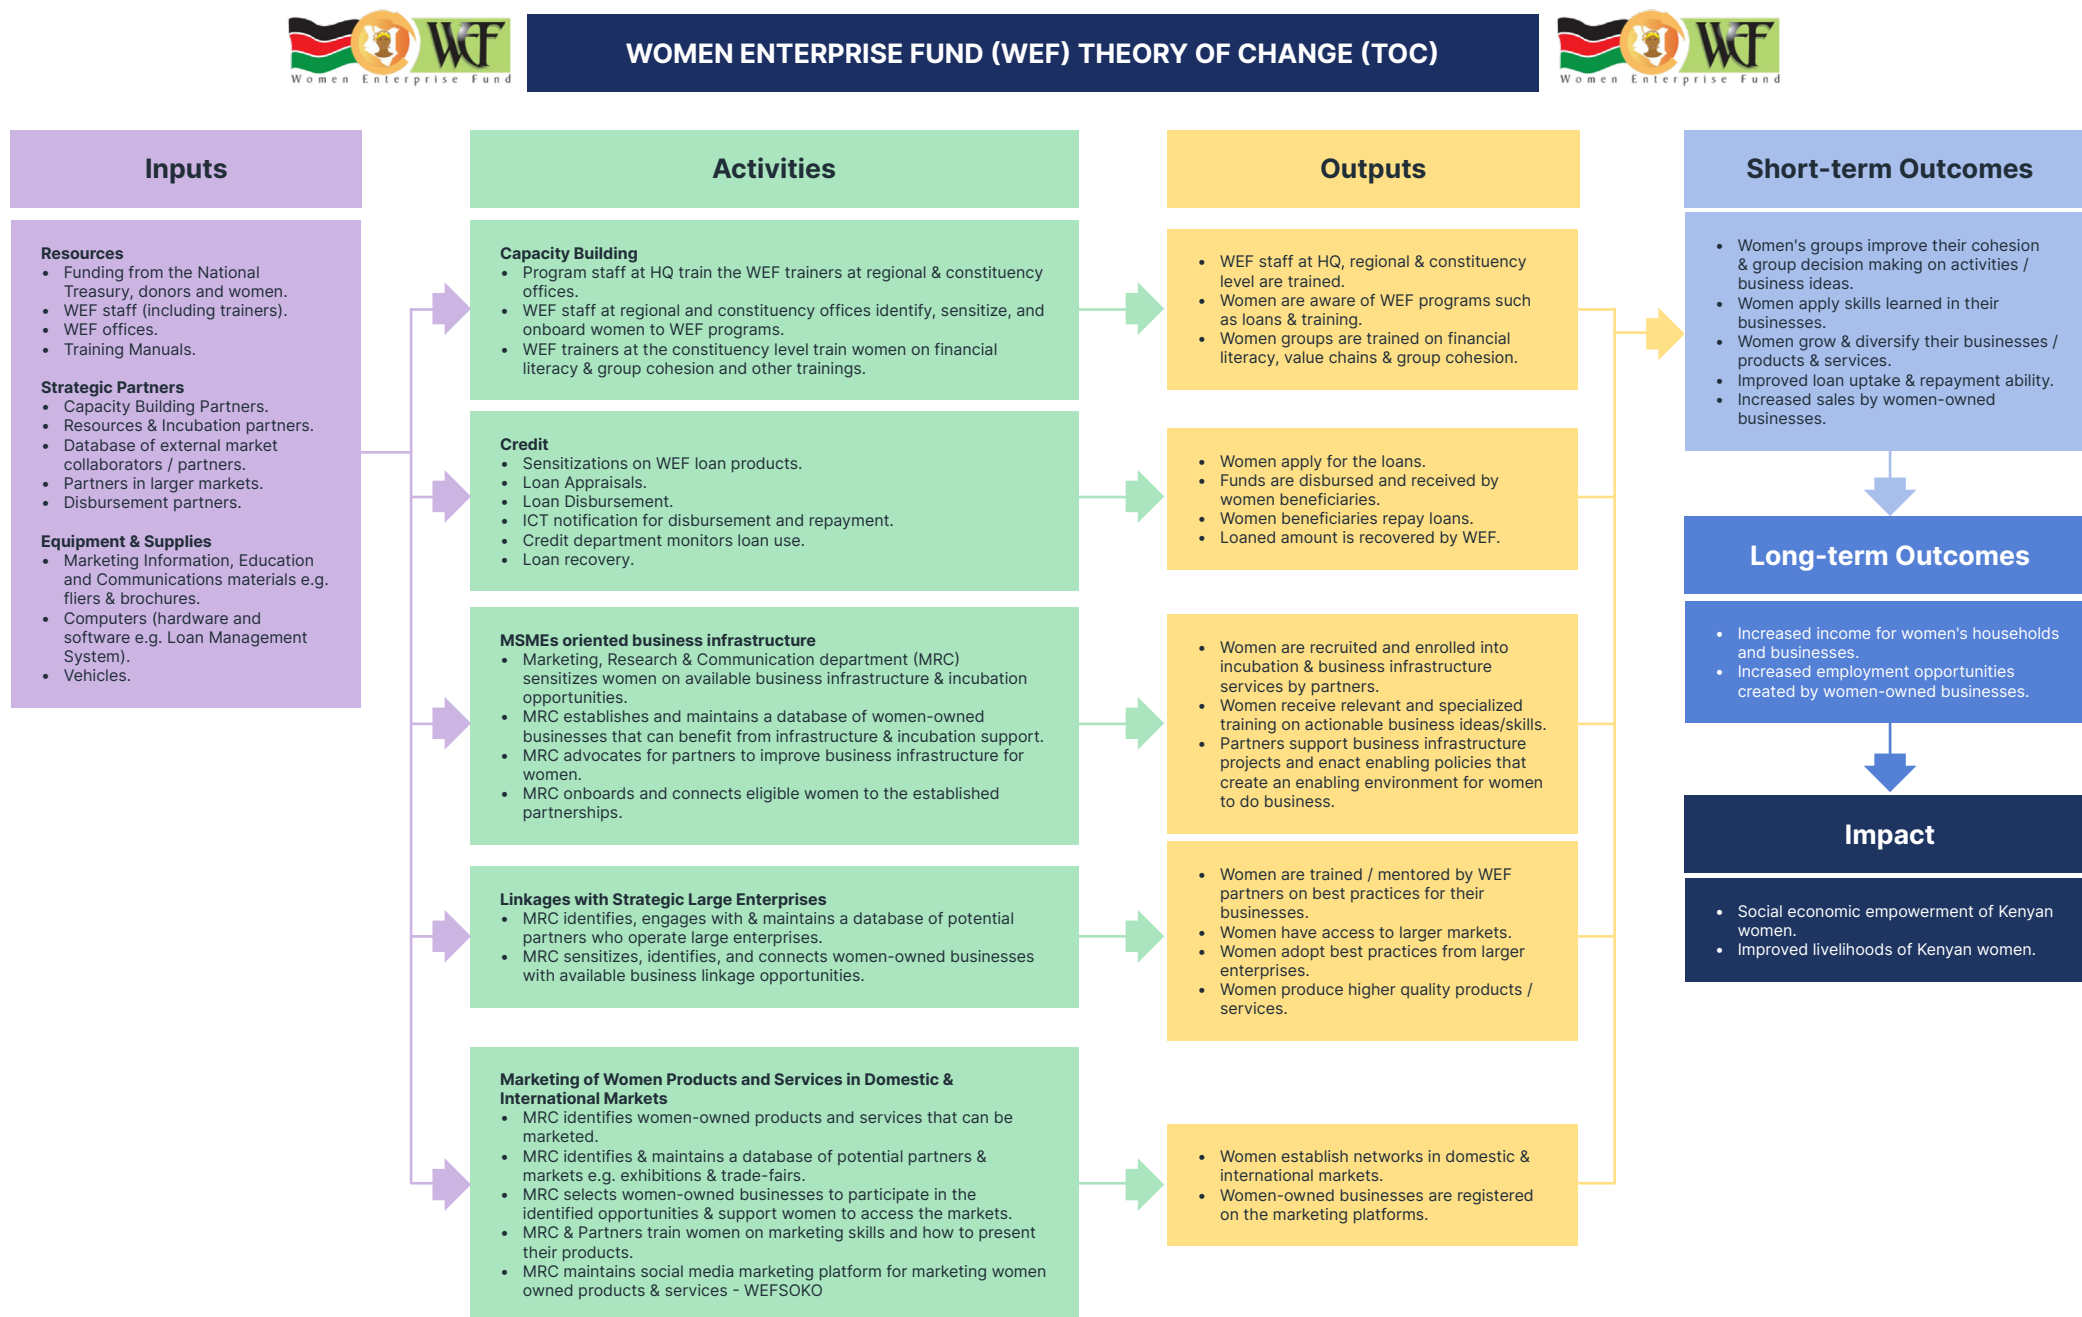 WEF
Women Enterprise Fund
WOMEN ENTERPRISE FUND (WEF) THEORY OF CHANGE (TOC)
WEF
Women Enterprise Fund
Inputs
Resources
• Funding from the National
Treasury, donors and women.
• WEF staff (including trainers).
• WEF offices.
• Training Manuals.
Strategic Partners
• Capacity Building Partners.
• Resources & Incubation partners.
• Database of external market
collaborators / partners.
• Partners in larger markets.
• Disbursement partners.
Equipment & Supplies
• Marketing Information, Education
and Communications materials e.g.
fliers & brochures.
• Computers (hardware and
software e.g. Loan Management
System).
• Vehicles.
Activities
Capacity Building
• Program staff at HQ train the WEF trainers at regional & constituency
offices.
• WEF staff at regional and constituency offices identify, sensitize, and
onboard women to WEF programs.
• WEF trainers at the constituency level train women on financial
literacy & group cohesion and other trainings.
Credit
• Sensitizations on WEF loan products.
• Loan Appraisals.
• Loan Disbursement.
• ICT notification for disbursement and repayment.
• Credit department monitors loan use.
• Loan recovery.
MSMEs oriented business infrastructure
• Marketing, Research & Communication department (MRC)
sensitizes women on available business infrastructure & incubation
opportunities.
• MRC establishes and maintains a database of women-owned
businesses that can benefit from infrastructure & incubation support.
• MRC advocates for partners to improve business infrastructure for
women.
• MRC onboards and connects eligible women to the established
partnerships.
Linkages with Strategic Large Enterprises
• MRC identifies, engages with & maintains a database of potential
partners who operate large enterprises.
• MRC sensitizes, identifies, and connects women-owned businesses
with available business linkage opportunities.
Marketing of Women Products and Services in Domestic &
International Markets
• MRC identifies women-owned products and services that can be
marketed.
• MRC identifies & maintains a database of potential partners &
markets e.g. exhibitions & trade-fairs.
• MRC selects women-owned businesses to participate in the
identified opportunities & support women to access the markets.
• MRC & Partners train women on marketing skills and how to present
their products.
• MRC maintains social media marketing platform for marketing women
owned products & services - WEFSOKO
Outputs
• WEF staff at HQ, regional & constituency
level are trained.
• Women are aware of WEF programs such
as loans & training.
• Women groups are trained on financial
literacy, value chains & group cohesion.
• Women apply for the loans.
• Funds are disbursed and received by
women beneficiaries.
• Women beneficiaries repay loans.
• Loaned amount is recovered by WEF.
• Women are recruited and enrolled into
incubation & business infrastructure
services by partners.
• Women receive relevant and specialized
training on actionable business ideas/skills.
• Partners support business infrastructure
projects and enact enabling policies that
create an enabling environment for women
to do business.
• Women are trained / mentored by WEF
partners on best practices for their
businesses.
• Women have access to larger markets.
• Women adopt best practices from larger
enterprises.
• Women produce higher quality products /
services.
• Women establish networks in domestic &
international markets.
• Women-owned businesses are registered
on the marketing platforms.
Short-term Outcomes
• Women's groups improve their cohesion
& group decision making on activities /
business ideas.
• Women apply skills learned in their
businesses.
• Women grow & diversify their businesses /
products & services.
• Improved loan uptake & repayment ability.
• Increased sales by women-owned
businesses.
Long-term Outcomes
• Increased income for women's households
and businesses.
• Increased employment opportunities
created by women-owned businesses.
Impact
• Social economic empowerment of Kenyan
women.
• Improved livelihoods of Kenyan women.